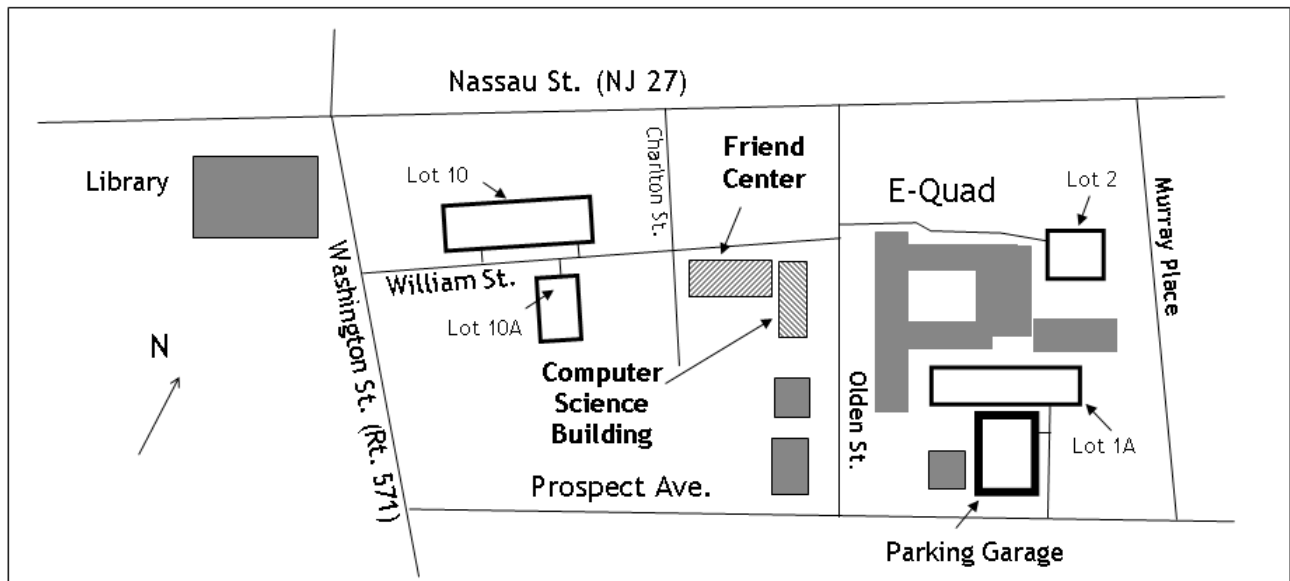 Nassau St. (NJ 27)
Library
Lot 10
Charlton St.
Friend
Center
E-Quad
Lot 2
Murray Place
Washington St. (Rt. 571)
William St.
Lot 10A
N
Computer
Science
Building
Olden St.
Lot 1A
Prospect Ave.
Parking Garage